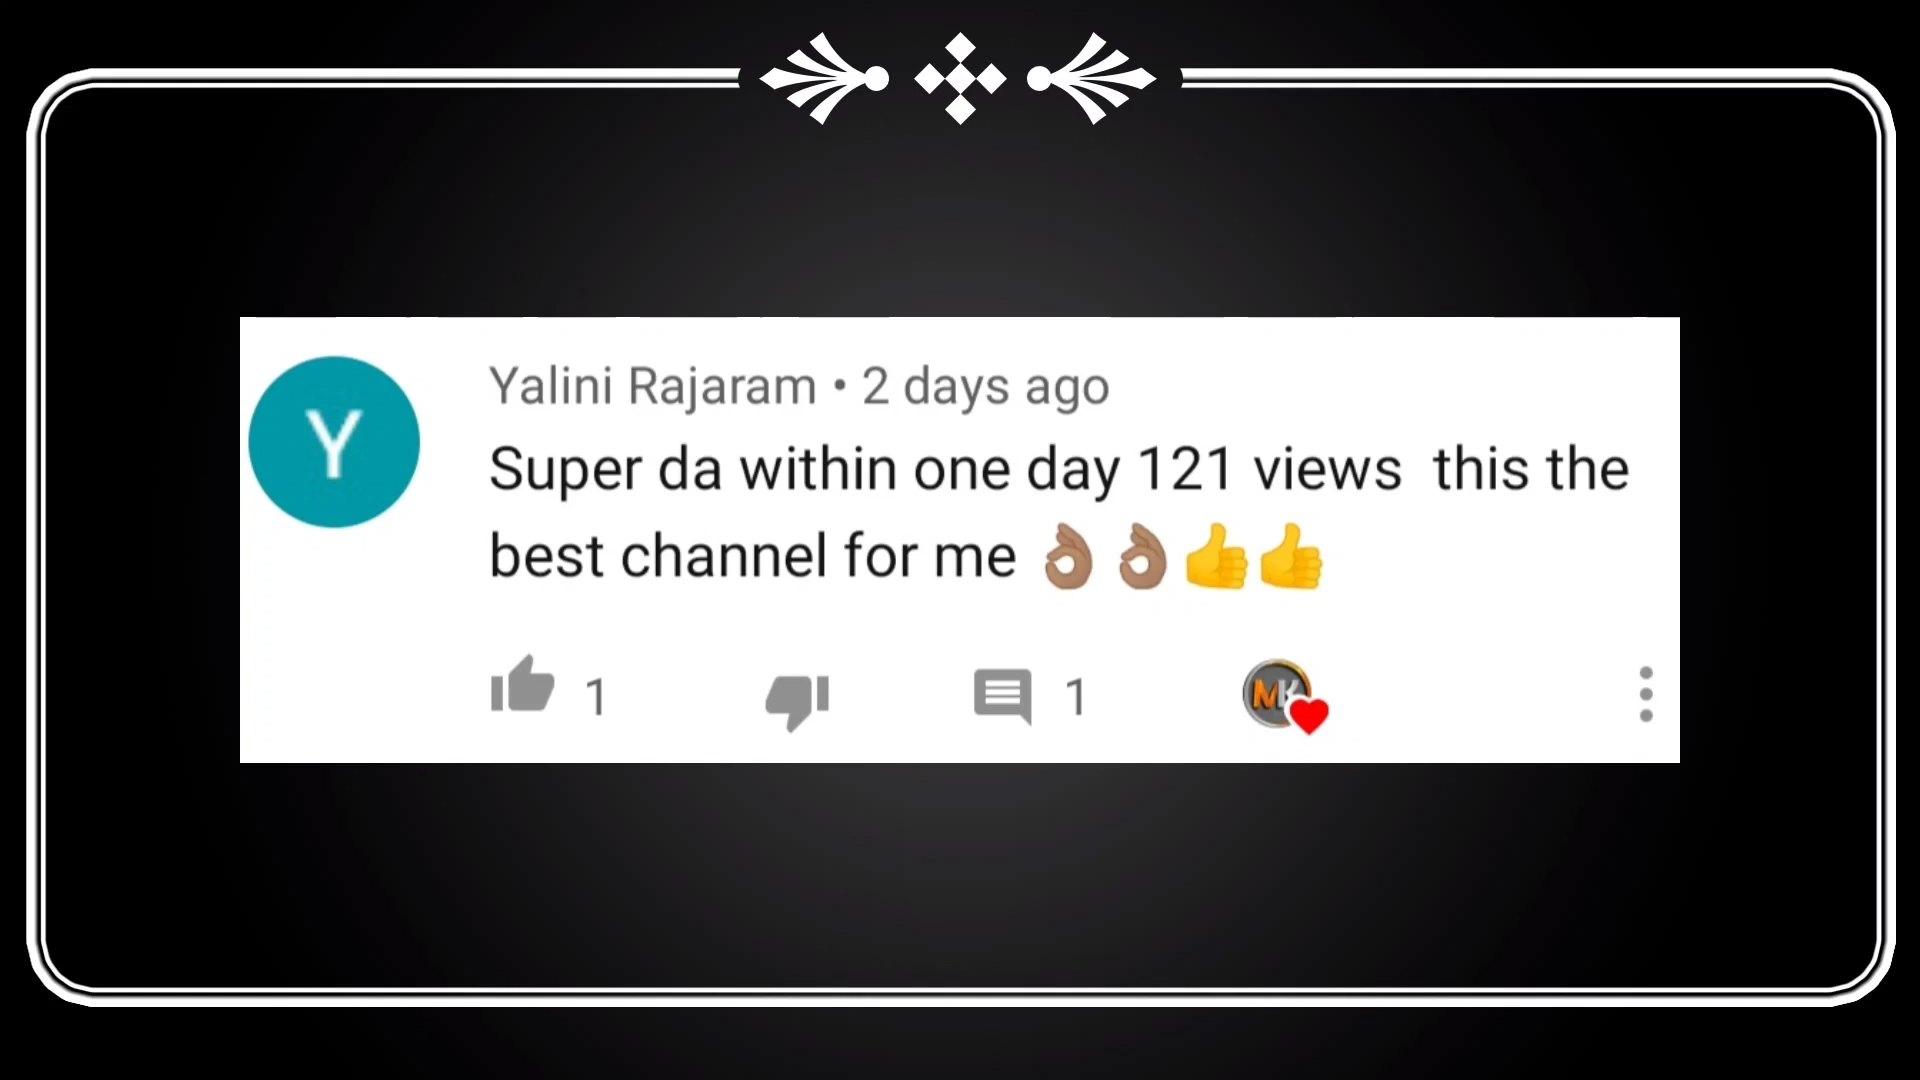 Y
Yalini Rajaram • 2 days ago
Super da within one day 121 views  this the
best channel for me 👌🏽👌🏽👍👍
1
1
MK